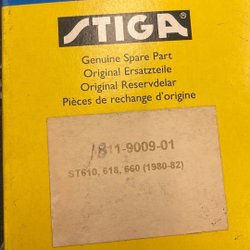 STIGA
Genuine Spare Part
Original Ersatzteile
Original Reservdelar
Pièces de rechange d'origine
1811-9009-01
ST610, 618, 660 (1980-82)